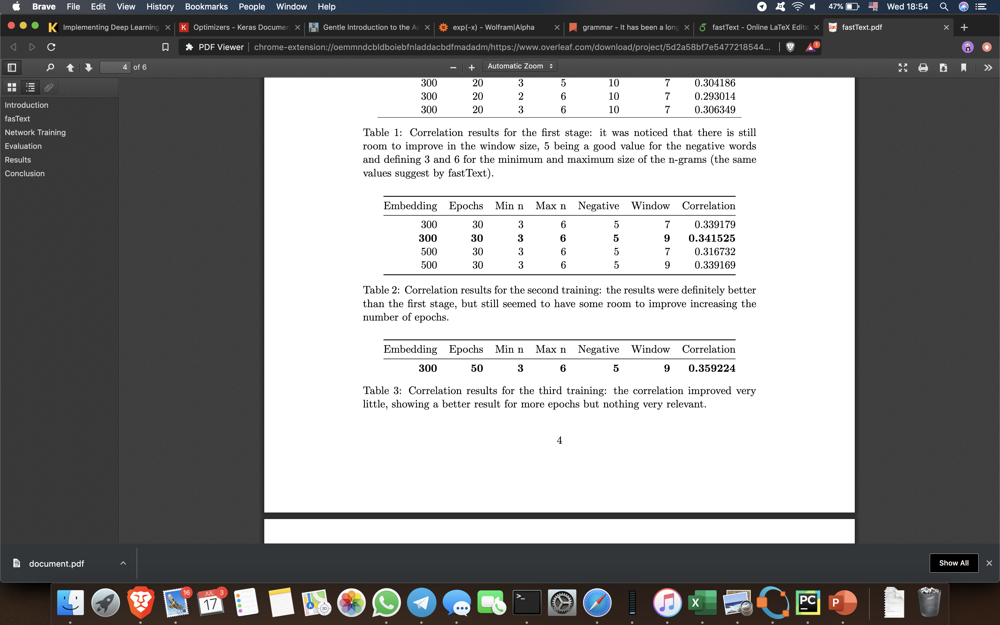 Brave File Edit View History Bookmarks People Window Help 47% PC Wed 18:54
Implementing Deep Learning K Optimizers - Keras Documen Gentle Introduction to the Ad exp(-x) - Wolfram|Alpha grammar - It has been a long fastText - Online LaTeX Edito fastText.pdf
PDF Viewer chrome-extension://oemmndcbldboiebfnladdacbdfmadadm/https://www.overleaf.com/download/project/5d2a58bf7e5477218544... 1
4 of 6 Automatic Zoom
Introduction
fasText
Network Training
Evaluation
Results
Conclusion
300 20 3 5 10 7 0.304186
300 20 2 6 10 7 0.293014
300 20 3 6 10 7 0.306349
Table 1: Correlation results for the first stage: it was noticed that there is still
room to improve in the window size, 5 being a good value for the negative words
and defining 3 and 6 for the minimum and maximum size of the n-grams (the same
values suggest by fastText).
Embedding Epochs Min n Max n Negative Window Correlation
300 30 3 6 5 7 0.339179
300 30 3 6 5 9 0.341525
500 30 3 6 5 7 0.316732
500 30 3 6 5 9 0.339169
Table 2: Correlation results for the second training: the results were definitely better
than the first stage, but still seemed to have some room to improve increasing the
number of epochs.
Embedding Epochs Min n Max n Negative Window Correlation
300 50 3 6 5 9 0.359224
Table 3: Correlation results for the third training: the correlation improved very
little, showing a better result for more epochs but nothing very relevant.
4
document.pdf
Show All
16
JUL 3
17
3D
>_
X
PC
P